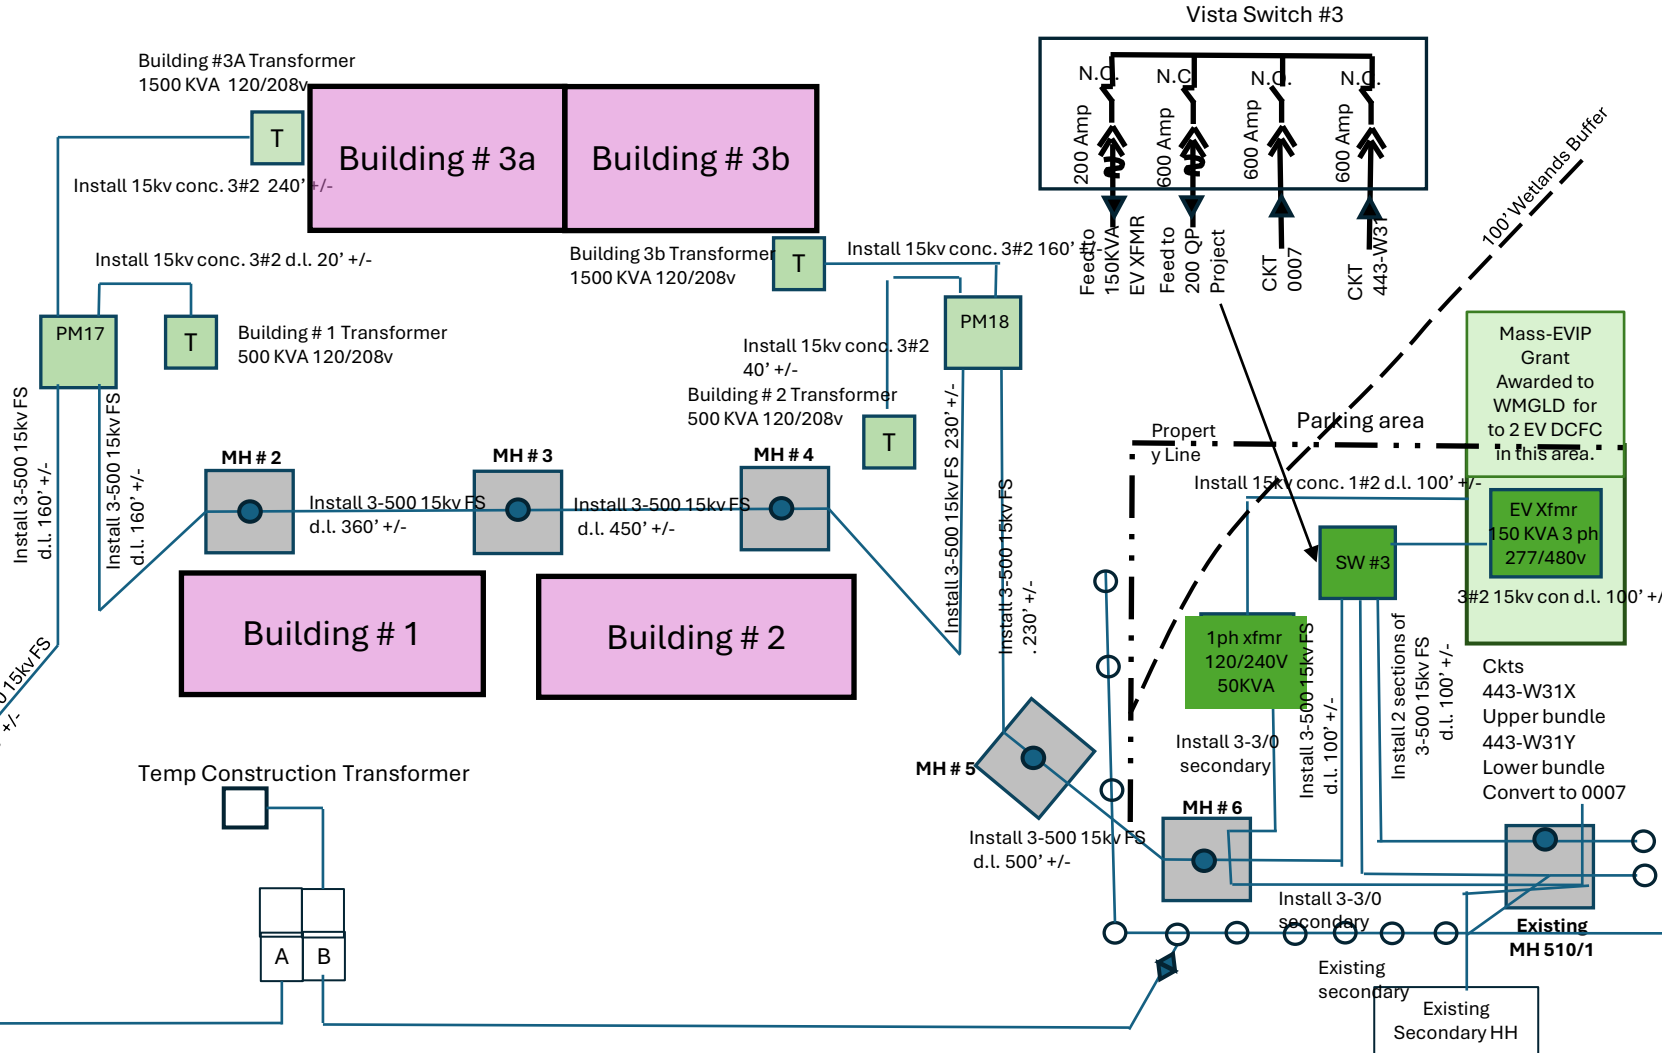 Vista Switch #3
N.O.
N.C
N.O.
N.O.
200 Amp
600 Amp
600 Amp
600 Amp
Feed to
150KVA
EV XFMR
Feed to
200 QP
Project
CKT
0007
CKT
443-W31
100' Wetlands Buffer
Building #3A Transformer
1500 KVA 120/208v
T
Building # 3a
Building # 3b
Install 15kv conc. 3#2 240' +/-
Building 3b Transformer
1500 KVA 120/208v
T
Install 15kv conc. 3#2 160' +/-
Install 15kv conc. 3#2 d.l. 20' +/-
PM17
T
Building # 1 Transformer
500 KVA 120/208v
PM18
Install 15kv conc. 3#2
40' +/-
Building # 2 Transformer
500 KVA 120/208v
T
Mass-EVIP
Grant
Awarded to
WMGLD for
to 2 EV DCFC
in this area.
Parking area
Propert
y Line
Install 15kv conc. 1#2 d.l. 100' +/-
EV Xfmr
150 KVA 3 ph
277/480v
SW #3
3#2 15kv con d.l. 100' +/
Install 3-500 15kv FS
d.l. 160' +/-
Install 3-500 15kv FS
d.l. 160' +/-
MH # 2
MH # 3
MH # 4
Install 3-500 15kv FS
d.l. 360' +/-
Install 3-500 15kv FS
d.l. 450' +/-
Install 3-500 15kv FS 230' +/-
Install 3-500 15kv FS
. 230' +/-
Building # 1
Building # 2
0 15kv FS
+/-
1ph xfmr
120/240V
50KVA
Install 3-500 15kv FS
d.l. 100' +/-
Install 2 sections of
3-500 15kv FS
d.l. 100' +/-
Ckts
443-W31X
Upper bundle
443-W31Y
Lower bundle
Convert to 0007
Install 3-3/0
secondary
MH # 5
MH # 6
Install 3-500 15kv FS
d.l. 500' +/-
Temp Construction Transformer
A
B
Install 3-3/0
secondary
Existing
MH 510/1
Existing
secondary
Existing
Secondary HH